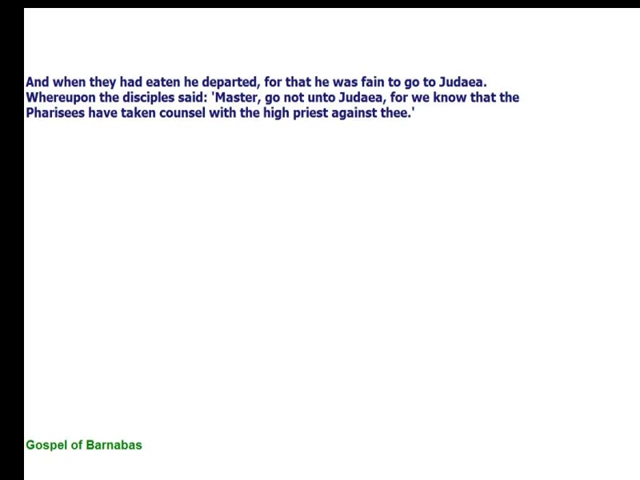 And when they had eaten he departed, for that he was fain to go to Judaea.
Whereupon the disciples said: 'Master, go not unto Judaea, for we know that the
Pharisees have taken counsel with the high priest against thee.'
Gospel of Barnabas